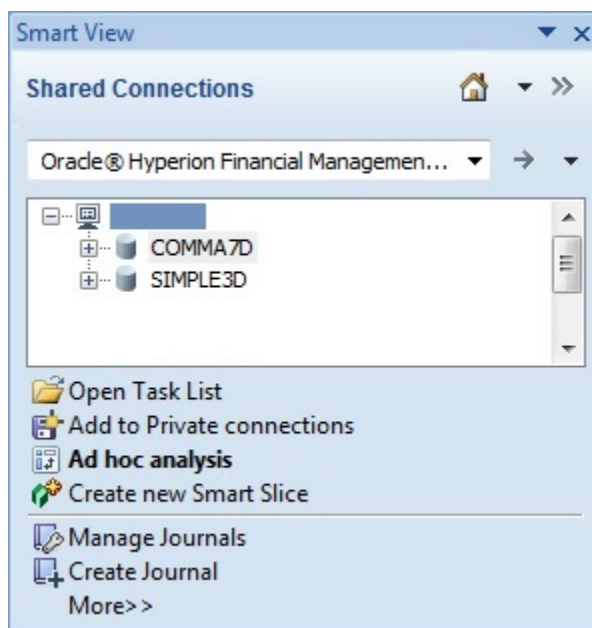 Smart View
Shared Connections
Oracle® Hyperion Financial Managemen...
COMMA7D
SIMPLE3D
Open Task List
Add to Private connections
Ad hoc analysis
Create new Smart Slice
Manage Journals
Create Journal
More>>